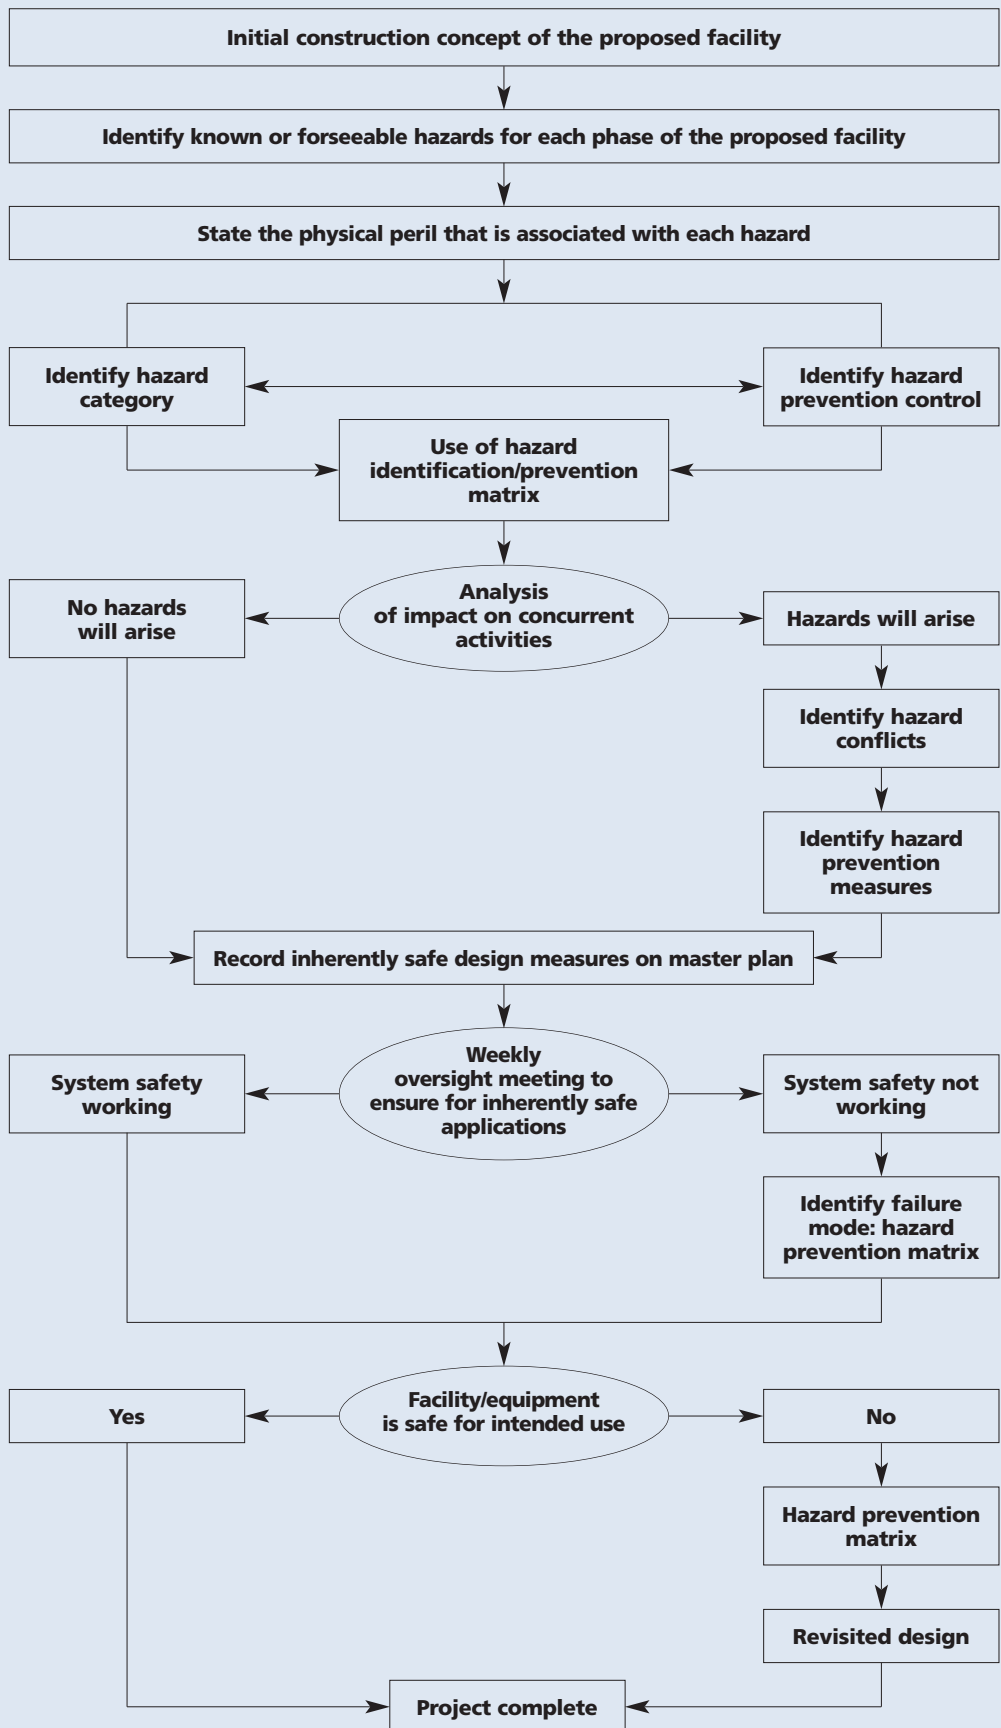 Initial construction concept of the proposed facility
Identify known or forseeable hazards for each phase of the proposed facility
State the physical peril that is associated with each hazard
Identify hazard
category
Identify hazard
prevention control
Use of hazard
identification/prevention
matrix
Analysis
of impact on concurrent
activities
No hazards
will arise
Hazards will arise
Identify hazard
conflicts
Identify hazard
prevention
measures
Record inherently safe design measures on master plan
Weekly
oversight meeting to
ensure for inherently safe
applications
System safety
working
System safety not
working
Identify failure
mode: hazard
prevention matrix
Facility/equipment
is safe for intended use
Yes
No
Hazard prevention
matrix
Revisited design
Project complete